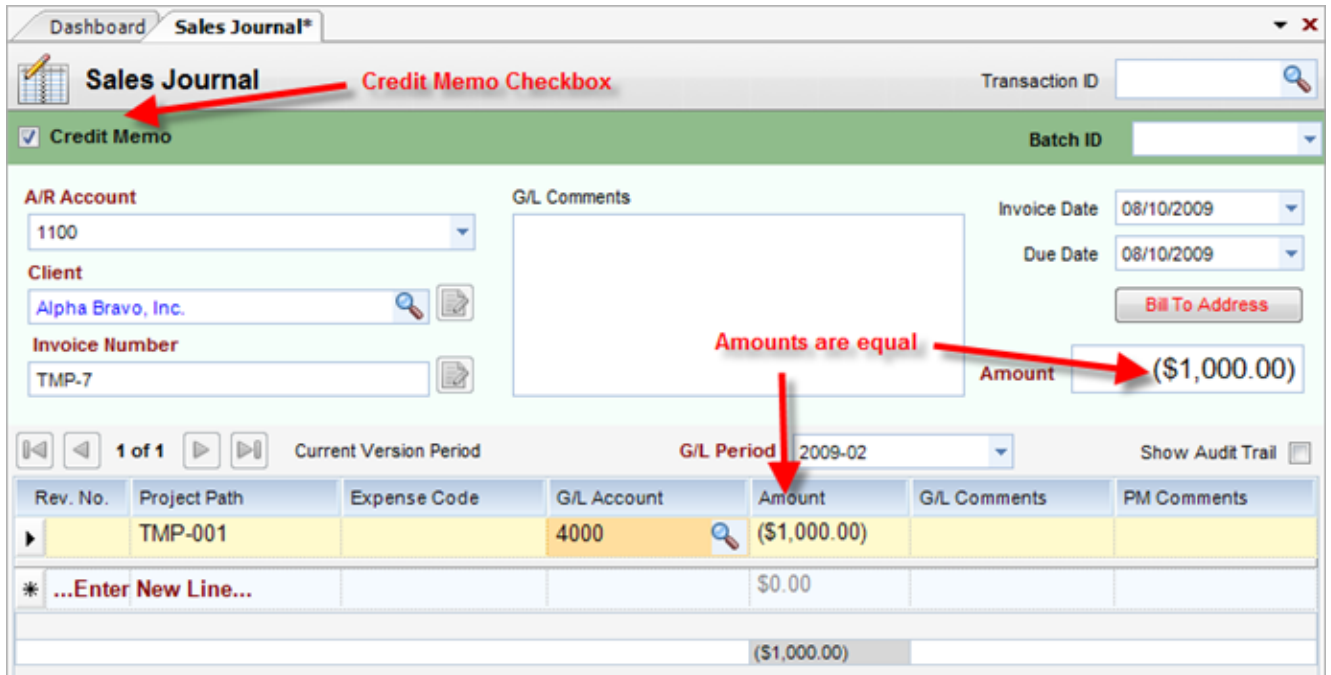 Dashboard Sales Journal*
Sales Journal Credit Memo Checkbox Transaction ID
Credit Memo Batch ID
A/R Account G/L Comments Invoice Date 08/10/2009
1100
Due Date 08/10/2009
Client
Alpha Bravo, Inc. Bill To Address
Invoice Number Amounts are equal
TMP-7 Amount ($1,000.00)
1 of 1 Current Version Period G/L Period 2009-02 Show Audit Trail
Rev. No. Project Path Expense Code G/L Account Amount G/L Comments PM Comments
TMP-001 4000 ($1,000.00)
...Enter New Line... $0.00
($1,000.00)